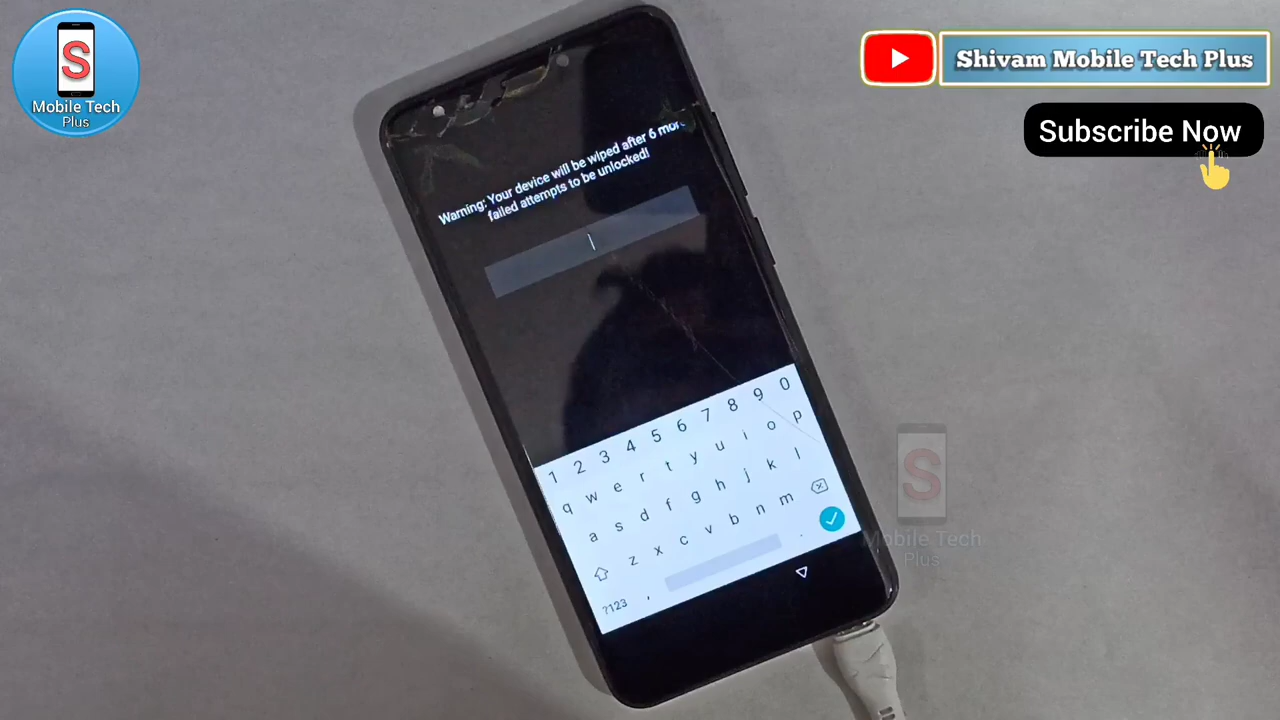 S
Mobile Tech
Plus
Shivam Mobile Tech Plus
Subscribe Now
Warning: Your device will be wiped after 6 more
failed attempts to be unlocked!
1 2 3 4 5 6 7 8 9 0
q w e r t y u i o p
a s d f g h j k l
z x c v b n m
?123 , .
S
Mobile Tech
Plus